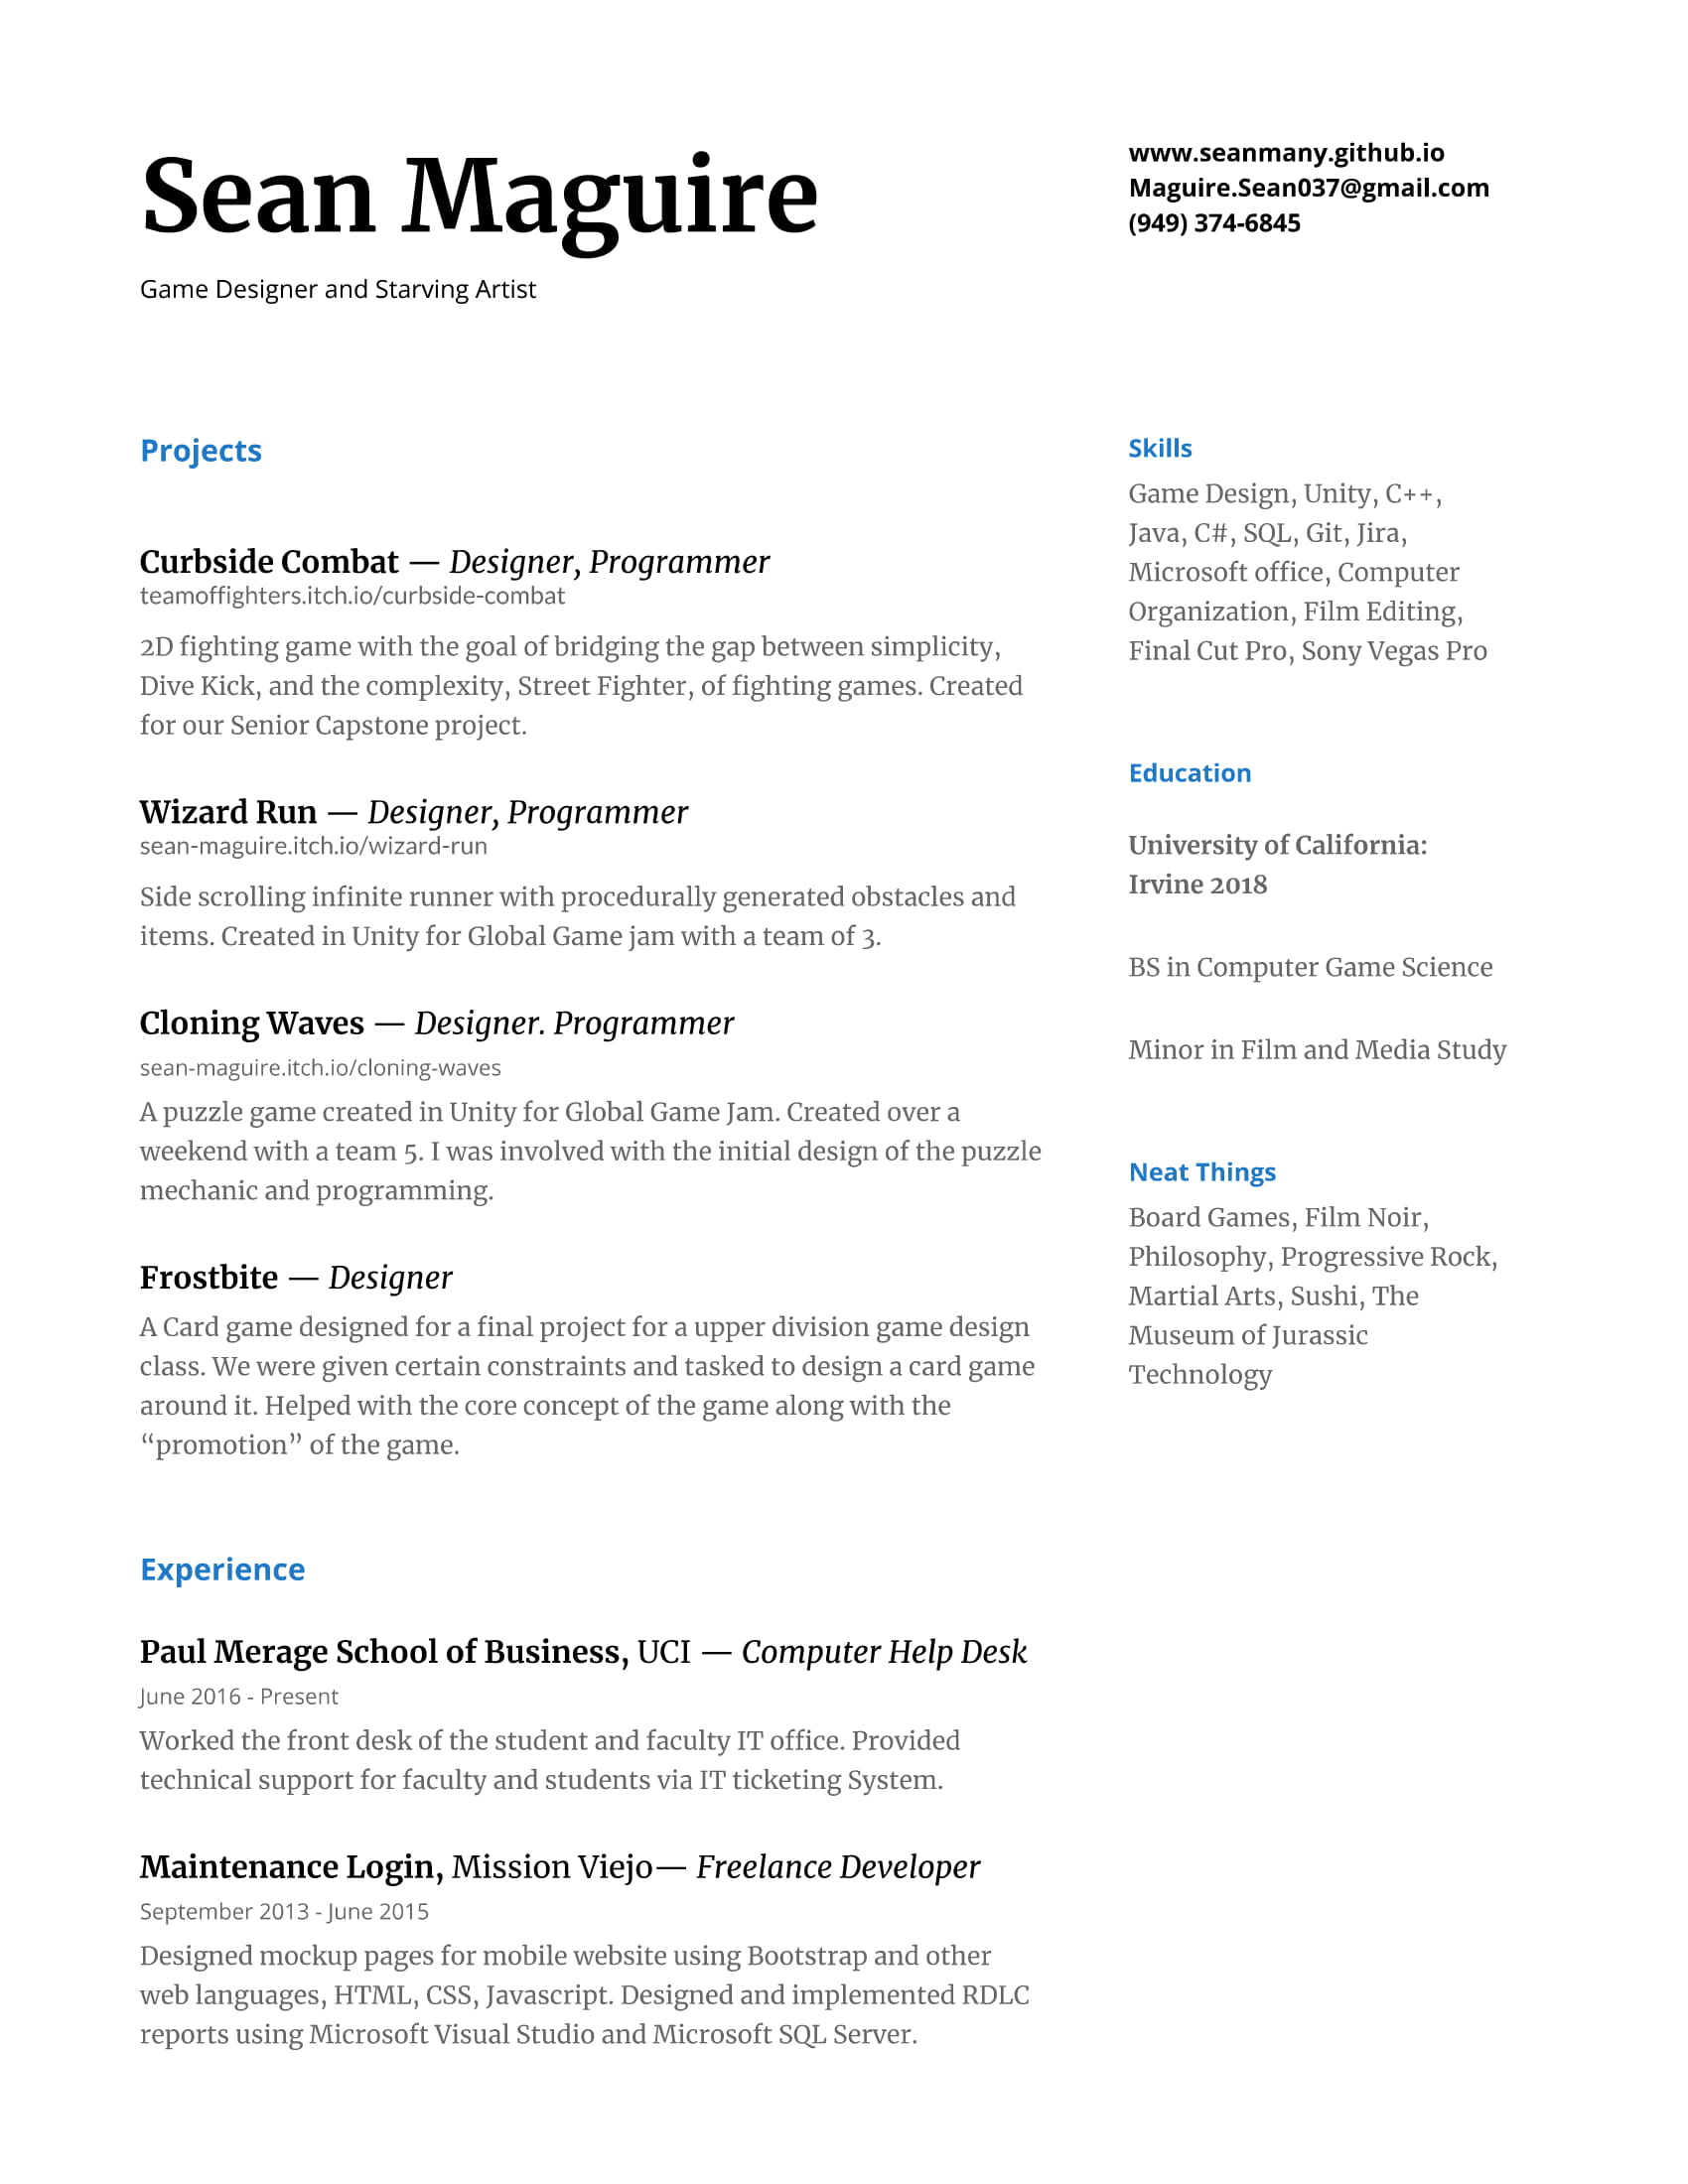 Sean Maguire
Game Designer and Starving Artist
www.seanmany.github.io
Maguire.Sean037@gmail.com
(949) 374-6845
Projects
Curbside Combat — Designer, Programmer
teamoffighters.itch.io/curbside-combat
2D fighting game with the goal of bridging the gap between simplicity,
Dive Kick, and the complexity, Street Fighter, of fighting games. Created
for our Senior Capstone project.
Wizard Run — Designer, Programmer
sean-maguire.itch.io/wizard-run
Side scrolling infinite runner with procedurally generated obstacles and
items. Created in Unity for Global Game jam with a team of 3.
Cloning Waves — Designer. Programmer
sean-maguire.itch.io/cloning-waves
A puzzle game created in Unity for Global Game Jam. Created over a
weekend with a team 5. I was involved with the initial design of the puzzle
mechanic and programming.
Frostbite — Designer
A Card game designed for a final project for a upper division game design
class. We were given certain constraints and tasked to design a card game
around it. Helped with the core concept of the game along with the
“promotion” of the game.
Experience
Paul Merage School of Business, UCI — Computer Help Desk
June 2016 - Present
Worked the front desk of the student and faculty IT office. Provided
technical support for faculty and students via IT ticketing System.
Maintenance Login, Mission Viejo— Freelance Developer
September 2013 - June 2015
Designed mockup pages for mobile website using Bootstrap and other
web languages, HTML, CSS, Javascript. Designed and implemented RDLC
reports using Microsoft Visual Studio and Microsoft SQL Server.
Skills
Game Design, Unity, C++,
Java, C#, SQL, Git, Jira,
Microsoft office, Computer
Organization, Film Editing,
Final Cut Pro, Sony Vegas Pro
Education
University of California:
Irvine 2018
BS in Computer Game Science
Minor in Film and Media Study
Neat Things
Board Games, Film Noir,
Philosophy, Progressive Rock,
Martial Arts, Sushi, The
Museum of Jurassic
Technology